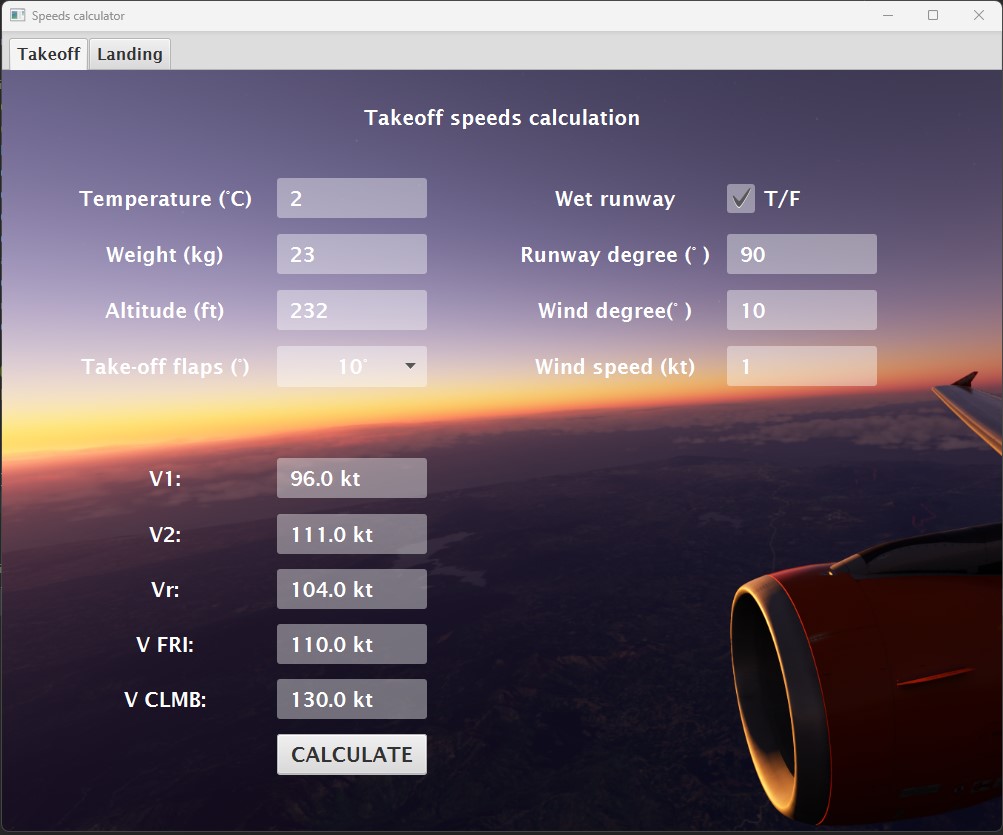 Speeds calculator
Takeoff Landing
Takeoff speeds calculation
Temperature (°C) 2 Wet runway T/F
Weight (kg) 23 Runway degree (° ) 90
Altitude (ft) 232 Wind degree(° ) 10
Take-off flaps (°) 10° Wind speed (kt) 1
V1: 96.0 kt
V2: 111.0 kt
Vr: 104.0 kt
V FRI: 110.0 kt
V CLMB: 130.0 kt
CALCULATE